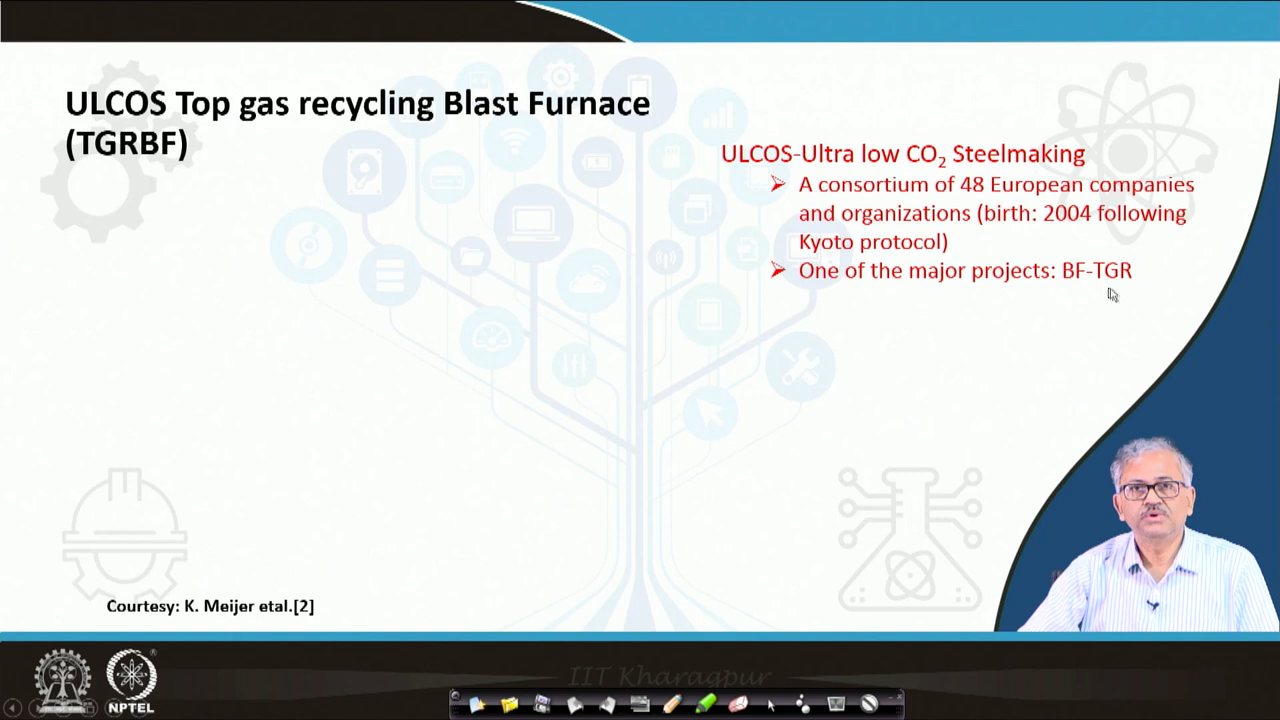 ULCOS Top gas recycling Blast Furnace
(TGRBF)
ULCOS-Ultra low CO2 Steelmaking
➢ A consortium of 48 European companies
and organizations (birth: 2004 following
Kyoto protocol)
➢ One of the major projects: BF-TGR
Courtesy: K. Meijer etal.[2]
IIT Kharagpur
NPTEL